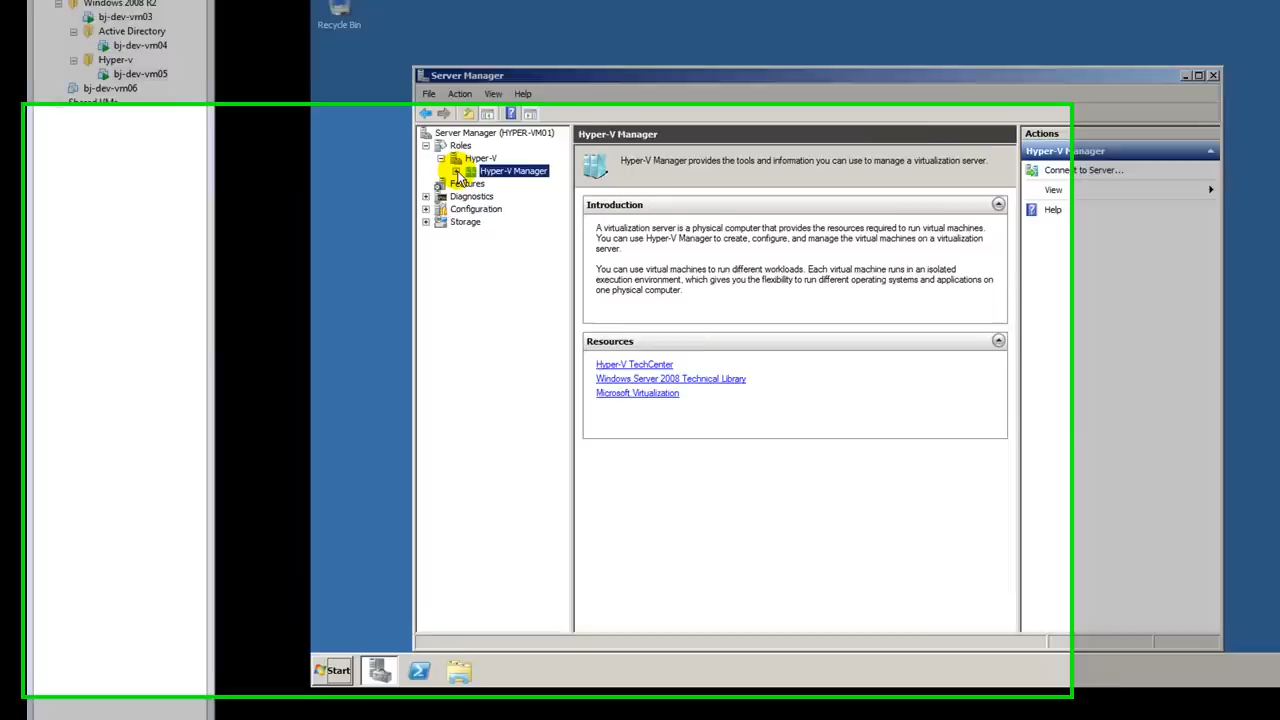 Windows 2008 R2
bj-dev-vm03
Active Directory
bj-dev-vm04
Hyper-v
bj-dev-vm05
bj-dev-vm06
Shared VMs
Recycle Bin
Server Manager
File Action View Help
Server Manager (HYPER-VM01)
Roles
Hyper-V
Hyper-V Manager
Features
Diagnostics
Configuration
Storage
Hyper-V Manager
Hyper-V Manager provides the tools and information you can use to manage a virtualization server.
Introduction
A virtualization server is a physical computer that provides the resources required to run virtual machines.
You can use Hyper-V Manager to create, configure, and manage the virtual machines on a virtualization
server.
You can use virtual machines to run different workloads. Each virtual machine runs in an isolated
execution environment, which gives you the flexibility to run different operating systems and applications on
one physical computer.
Resources
Hyper-V TechCenter
Windows Server 2008 Technical Library
Microsoft Virtualization
Actions
Hyper-V Manager
Connect to Server...
View
Help
Start